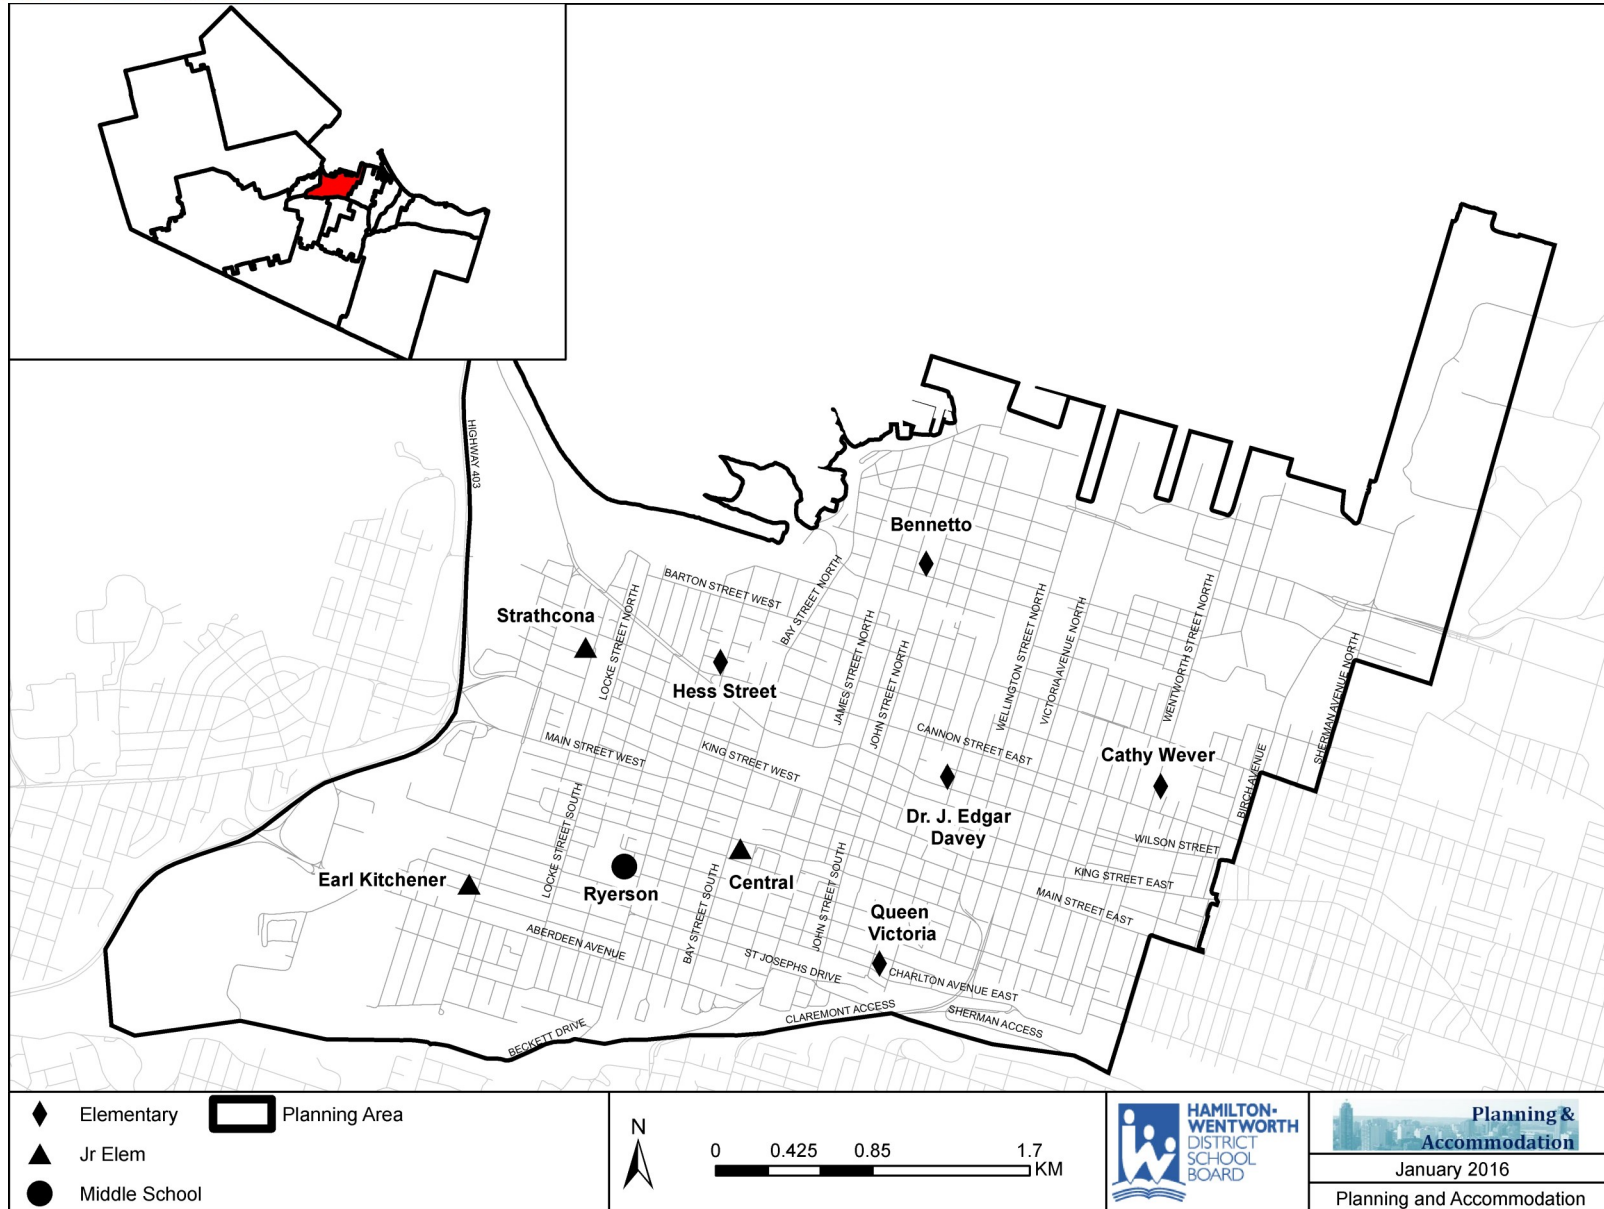 HIGHWAY 403
Bennetto
BARTON STREET WEST
BAY STREET NORTH
Strathcona
LOCKE STREET NORTH
Hess Street
JAMES STREET NORTH
JOHN STREET NORTH
WELLINGTON STREET NORTH
VICTORIA AVENUE NORTH
WENTWORTH STREET NORTH
SHERMAN AVENUE NORTH
MAIN STREET WEST
KING STREET WEST
CANNON STREET EAST
Cathy Wever
BIRCH AVENUE
LOCKE STREET SOUTH
Dr. J. Edgar
Davey
WILSON STREET
Earl Kitchener
Ryerson
Central
BAY STREET SOUTH
JOHN STREET SOUTH
KING STREET EAST
MAIN STREET EAST
Queen
Victoria
ABERDEEN AVENUE
ST JOSEPHS DRIVE
CHARLTON AVENUE EAST
CLAREMONT ACCESS
SHERMAN ACCESS
BECKETT DRIVE
Elementary
Planning Area
Jr Elem
Middle School
N
0 0.425 0.85 1.7
KM
HAMILTON-
WENTWORTH
DISTRICT
SCHOOL
BOARD
Planning &
Accommodation
January 2016
Planning and Accommodation